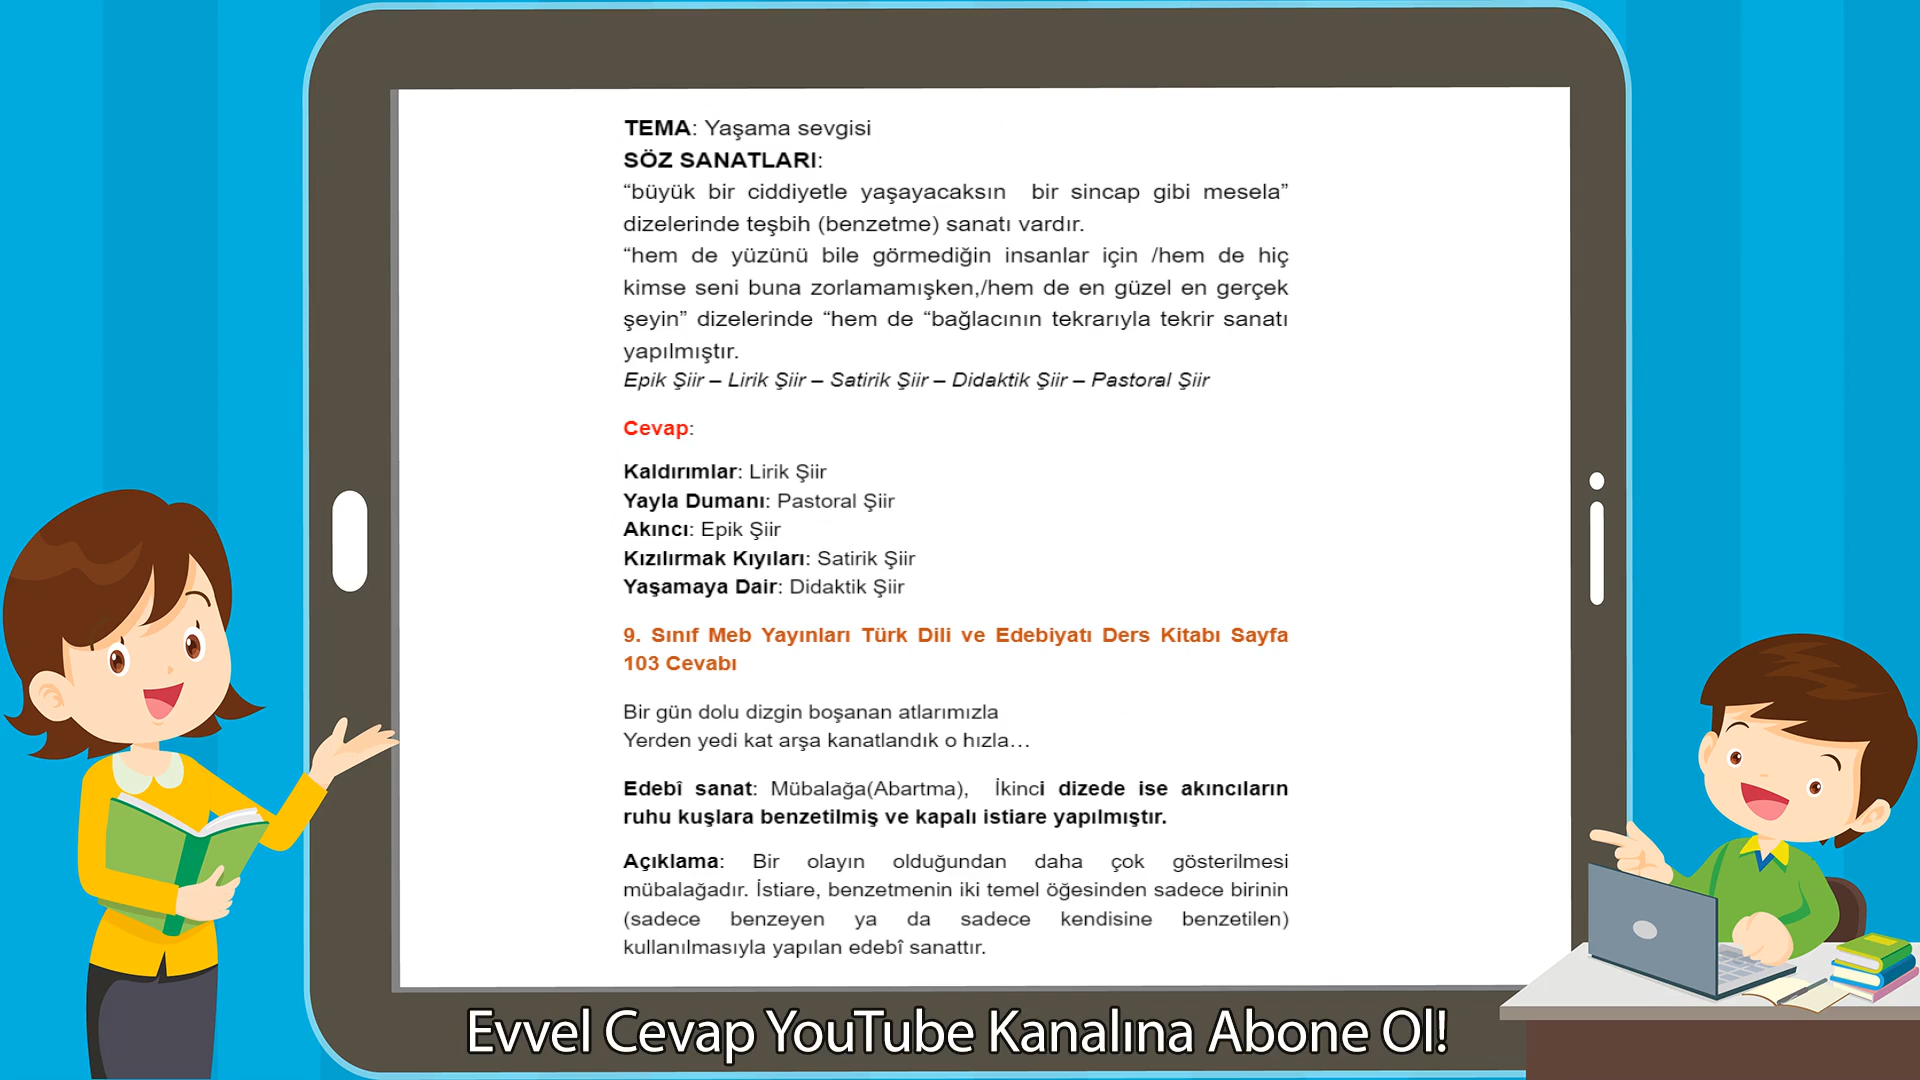 TEMA: Yaşama sevgisi
SÖZ SANATLARI:
“büyük bir ciddiyetle yaşayacaksın bir sincap gibi mesela”
dizelerinde teşbih (benzetme) sanatı vardır.
“hem de yüzünü bile görmediğin insanlar için /hem de hiç
kimse seni buna zorlamamışken,/hem de en güzel en gerçek
şeyin” dizelerinde “hem de “bağlacının tekrarıyla tekrir sanatı
yapılmıştır.
Epik Şiir – Lirik Şiir – Satirik Şiir – Didaktik Şiir – Pastoral Şiir
Cevap:
Kaldırımlar: Lirik Şiir
Yayla Dumanı: Pastoral Şiir
Akıncı: Epik Şiir
Kızılırmak Kıyıları: Satirik Şiir
Yaşamaya Dair: Didaktik Şiir
9. Sınıf Meb Yayınları Türk Dili ve Edebiyatı Ders Kitabı Sayfa
103 Cevabı
Bir gün dolu dizgin boşanan atlarımızla
Yerden yedi kat arşa kanatlandık o hızla…
Edebî sanat: Mübalağa(Abartma), İkinci dizede ise akıncıların
ruhu kuşlara benzetilmiş ve kapalı istiare yapılmıştır.
Açıklama: Bir olayın olduğundan daha çok gösterilmesi
mübalağadır. İstiare, benzetmenin iki temel öğesinden sadece birinin
(sadece benzeyen ya da sadece kendisine benzetilen)
kullanılmasıyla yapılan edebî sanattır.
Evvel Cevap YouTube Kanalına Abone Ol!